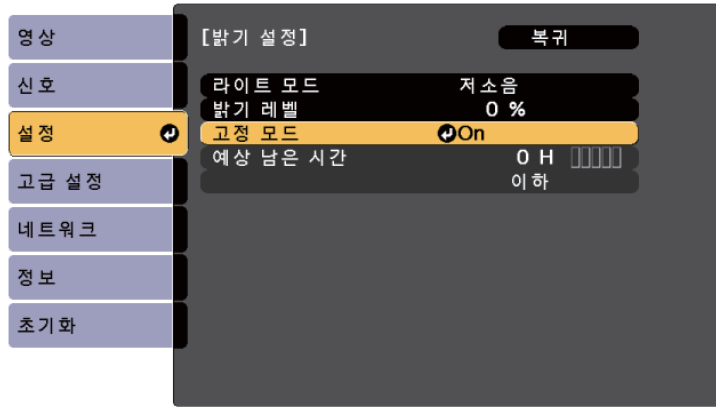 영상
신호
설정
고급 설정
네트워크
정보
초기화
[밝기 설정] 복귀
라이트 모드 저소음
밝기 레벨 0 %
고정 모드 On
예상 남은 시간 0 H
이하